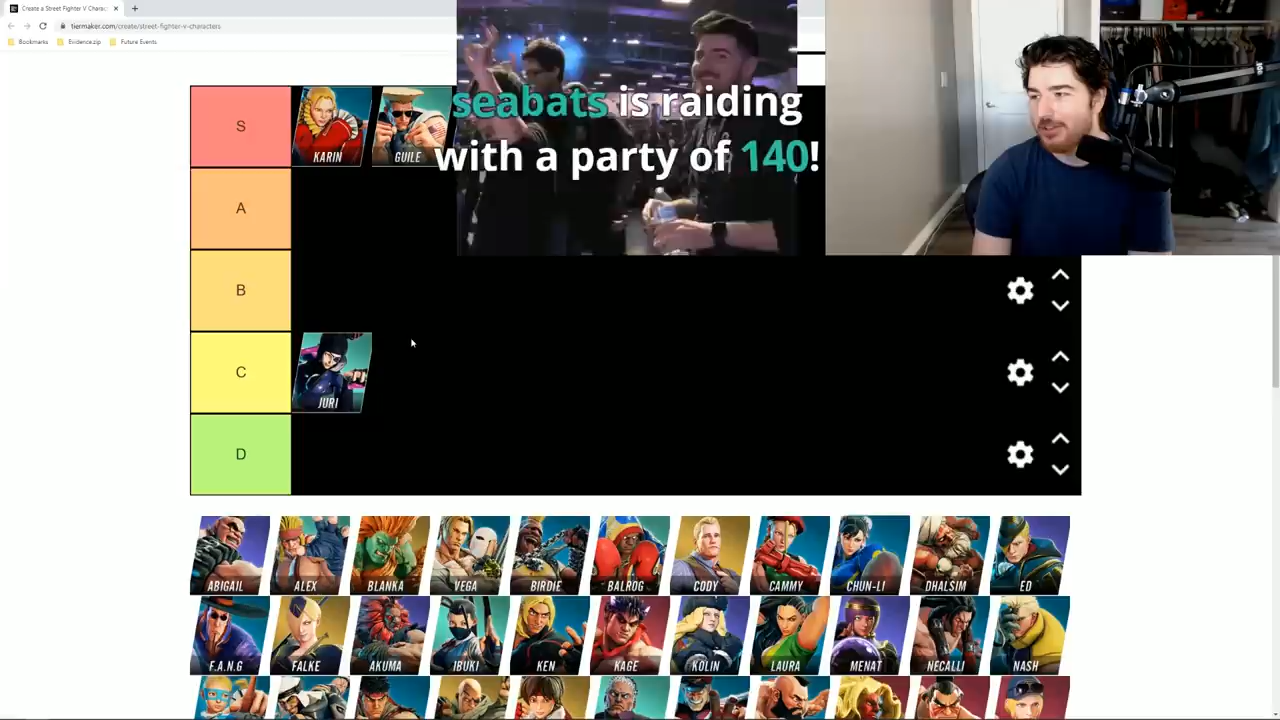 Create a Street Fighter V Charac
tiermaker.com/create/street-fighter-v-characters
Bookmarks
Evidence.zip
Future Events
seabats is raiding
with a party of 140!
S
KARIN
GUILE
A
B
C
JURI
D
ABIGAIL
ALEX
BLANKA
VEGA
BIRDIE
BALROG
CODY
CAMMY
CHUN-LI
DHALSIM
ED
F.A.N.G
FALKE
AKUMA
IBUKI
KEN
KAGE
KOLIN
LAURA
MENAT
NECALLI
NASH